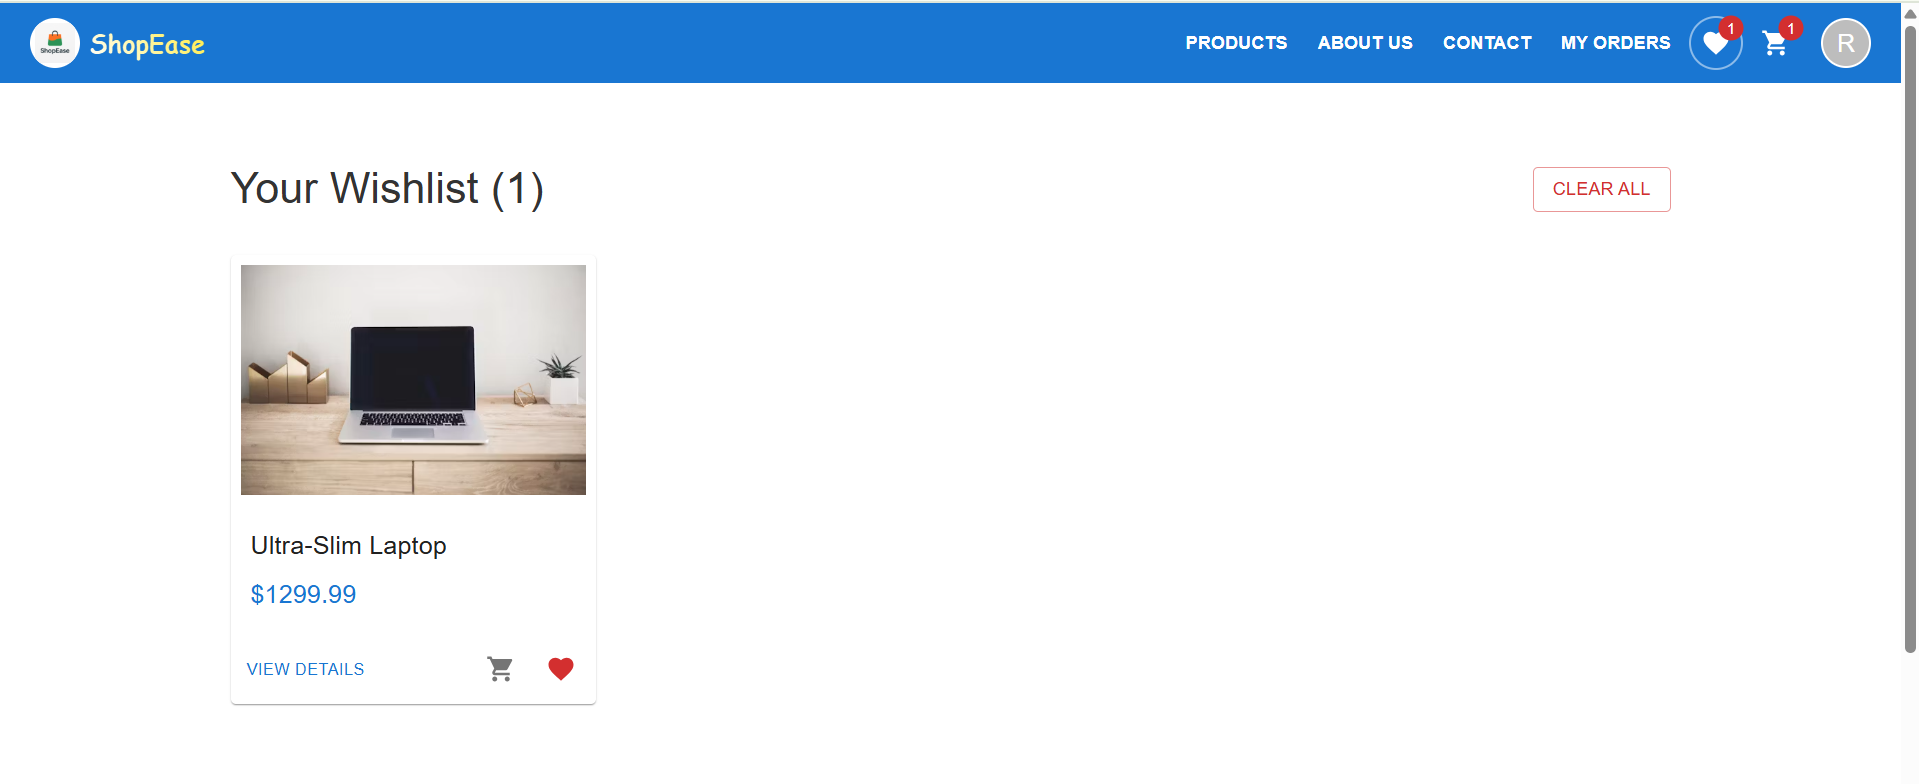 ShopEase
ShopEase
PRODUCTS
ABOUT US
CONTACT
MY ORDERS
1
1
R
Your Wishlist (1)
CLEAR ALL
Ultra-Slim Laptop
$1299.99
VIEW DETAILS